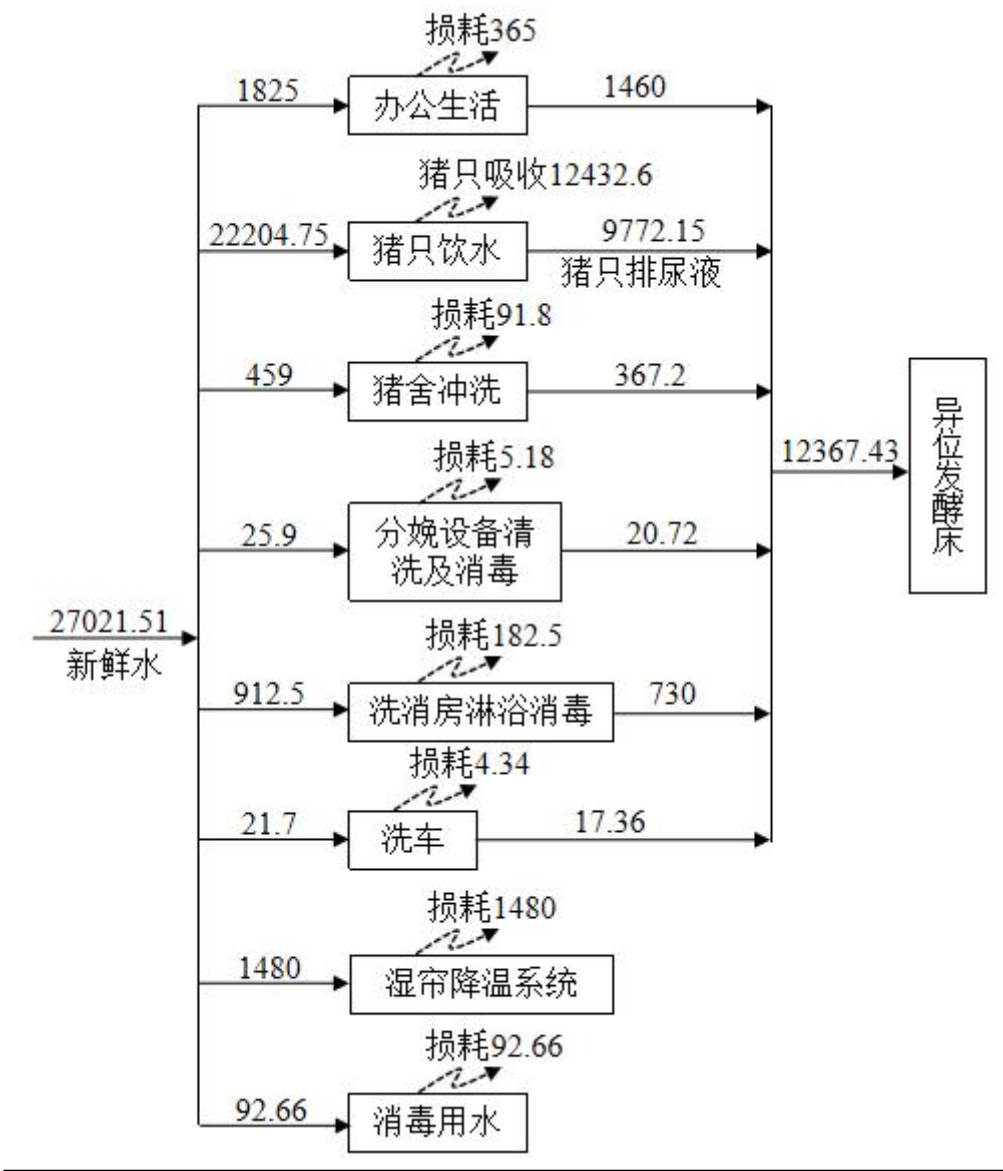 损耗365
1825
办公生活
1460
猪只吸收12432.6
22204.75
猪只饮水
9772.15
猪只排尿液
损耗91.8
459
猪舍冲洗
367.2
损耗5.18
25.9
分娩设备清
洗及消毒
20.72
12367.43
异位发酵床
27021.51
新鲜水
损耗182.5
912.5
洗消房淋浴消毒
730
损耗4.34
21.7
洗车
17.36
损耗1480
1480
湿帘降温系统
损耗92.66
92.66
消毒用水